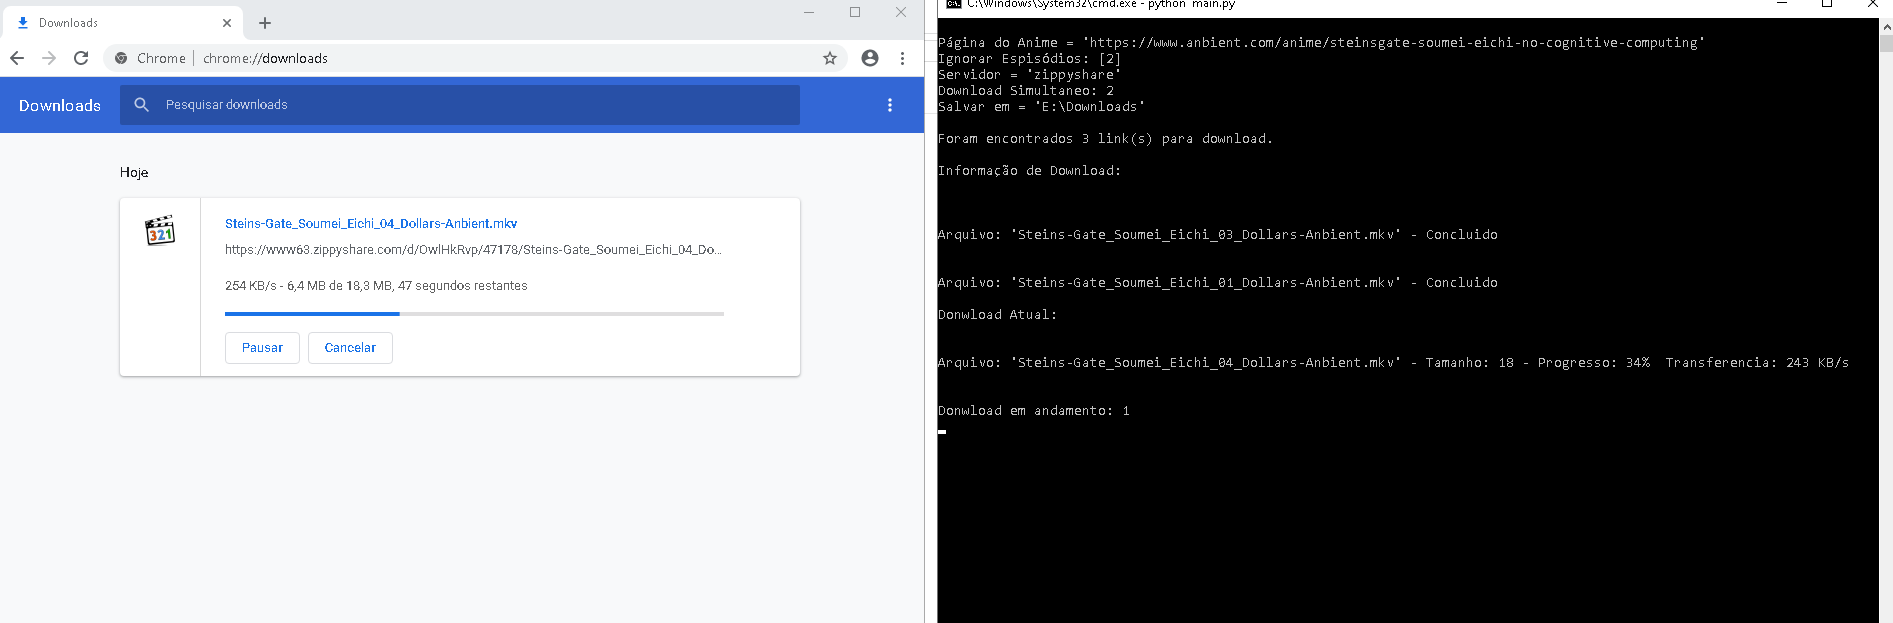 Downloads
Chrome
chrome://downloads
Downloads
Pesquisar downloads
Hoje
321
Steins-Gate_Soumei_Eichi_04_Dollars-Anbient.mkv
https://www63.zippyshare.com/d/OwlHkRvp/47178/Steins-Gate_Soumei_Eichi_04_Do...
254 KB/s - 6,4 MB de 18,3 MB, 47 segundos restantes
Pausar
Cancelar
C:\Windows\System32\cmd.exe - python main.py
Página do Anime = 'https://www.anbient.com/anime/steinsgate-soumei-eichi-no-cognitive-computing'
Ignorar Espisódios: [2]
Servidor = 'zippyshare'
Download Simultaneo: 2
Salvar em = 'E:\Downloads'
Foram encontrados 3 link(s) para download.
Informação de Download:
Arquivo: 'Steins-Gate_Soumei_Eichi_03_Dollars-Anbient.mkv' - Concluido
Arquivo: 'Steins-Gate_Soumei_Eichi_01_Dollars-Anbient.mkv' - Concluido
Donwload Atual:
Arquivo: 'Steins-Gate_Soumei_Eichi_04_Dollars-Anbient.mkv' - Tamanho: 18 - Progresso: 34%  Transferencia: 243 KB/s
Donwload em andamento: 1